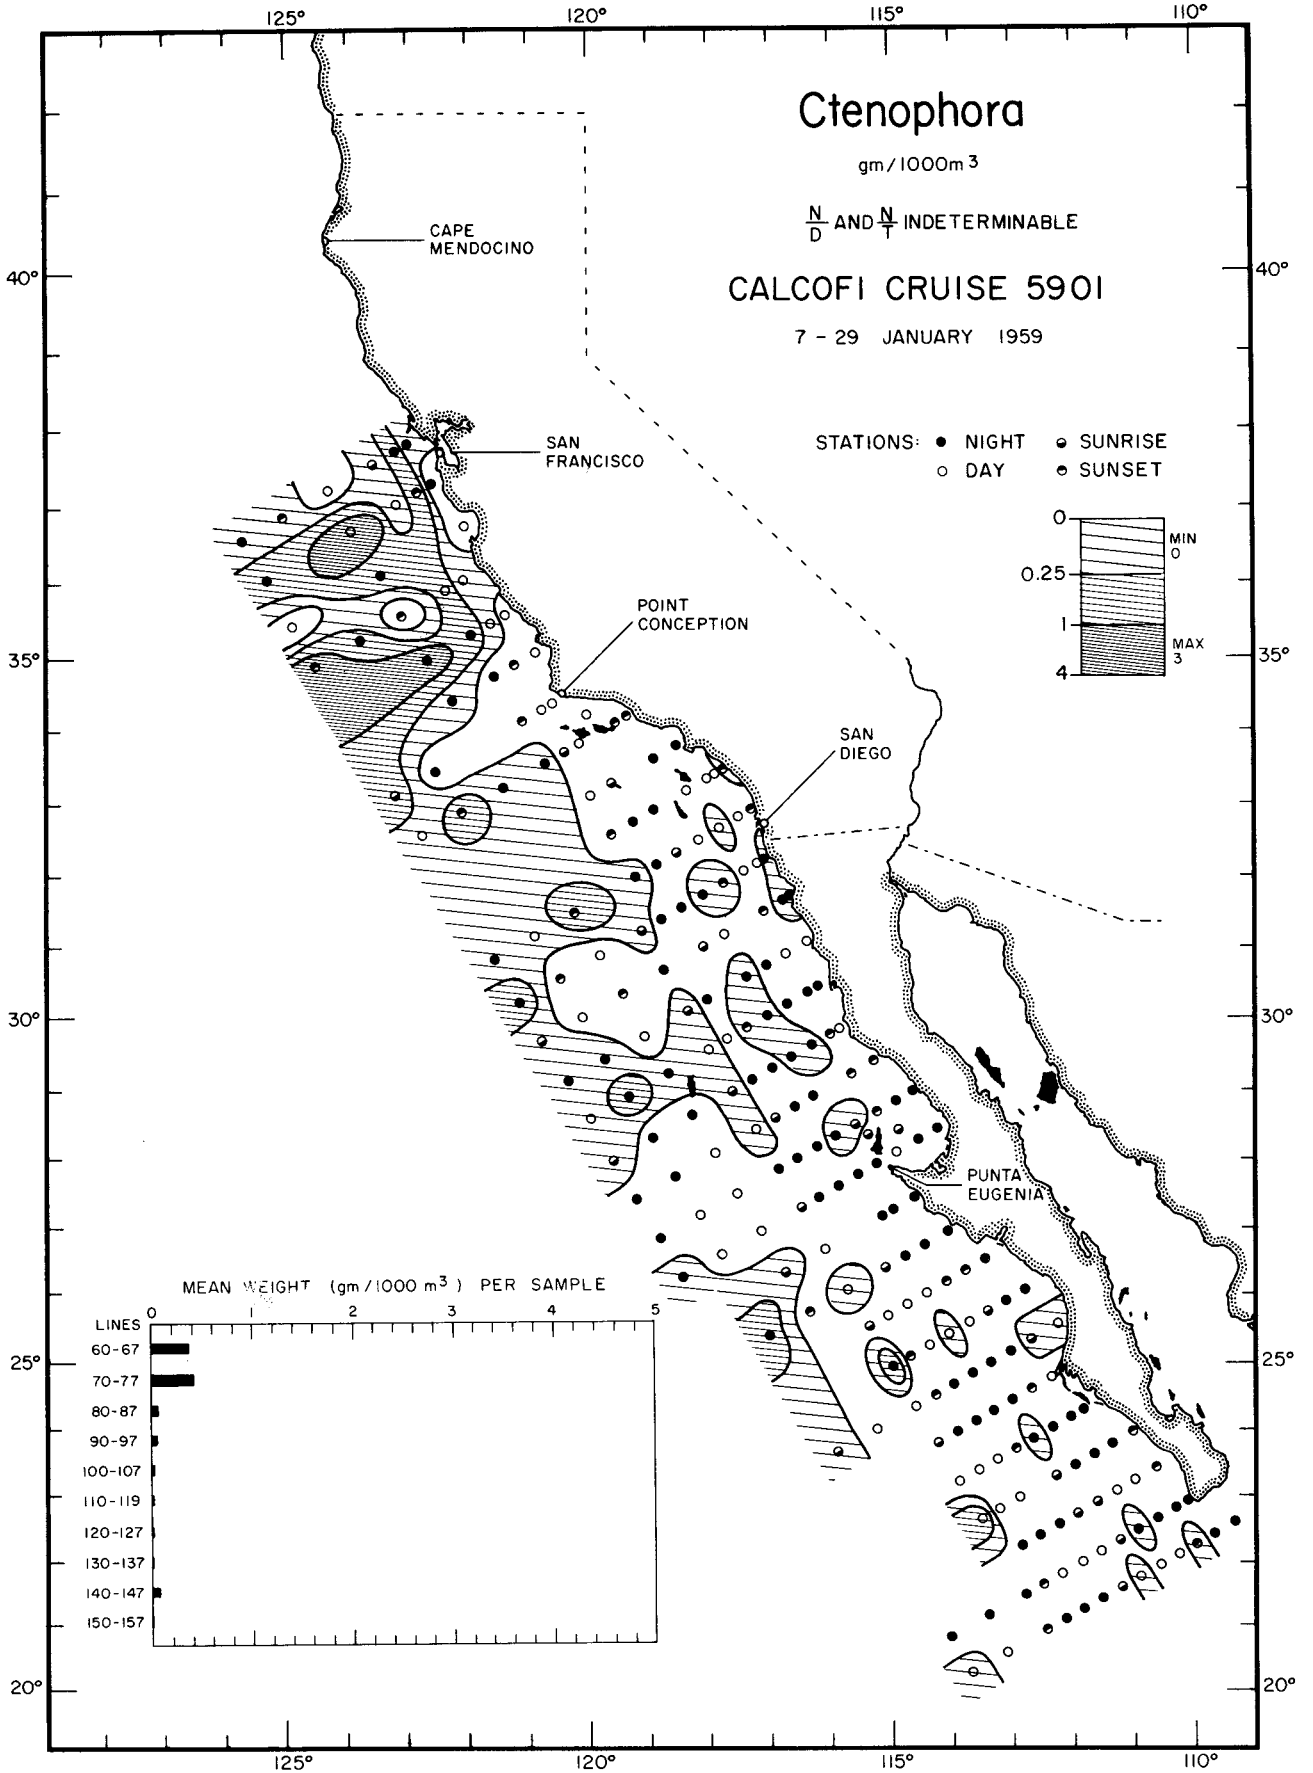 125° 120° 115° 110°
Ctenophora
gm/1000m³
N/D AND N/T INDETERMINABLE
CALCOFI CRUISE 5901
7 - 29 JANUARY 1959
CAPE
MENDOCINO
40° 40°
STATIONS: ● NIGHT ◒ SUNRISE
○ DAY ◓ SUNSET
SAN
FRANCISCO
0
MIN
0
0.25
1
MAX
3
4
POINT
CONCEPTION
35° 35°
SAN
DIEGO
30° 30°
PUNTA
EUGENIA
MEAN WEIGHT (gm/1000 m³) PER SAMPLE
0 1 2 3 4 5
LINES
60-67
25° 25°
70-77
80-87
90-97
100-107
110-119
120-127
130-137
140-147
150-157
20° 20°
125° 120° 115° 110°